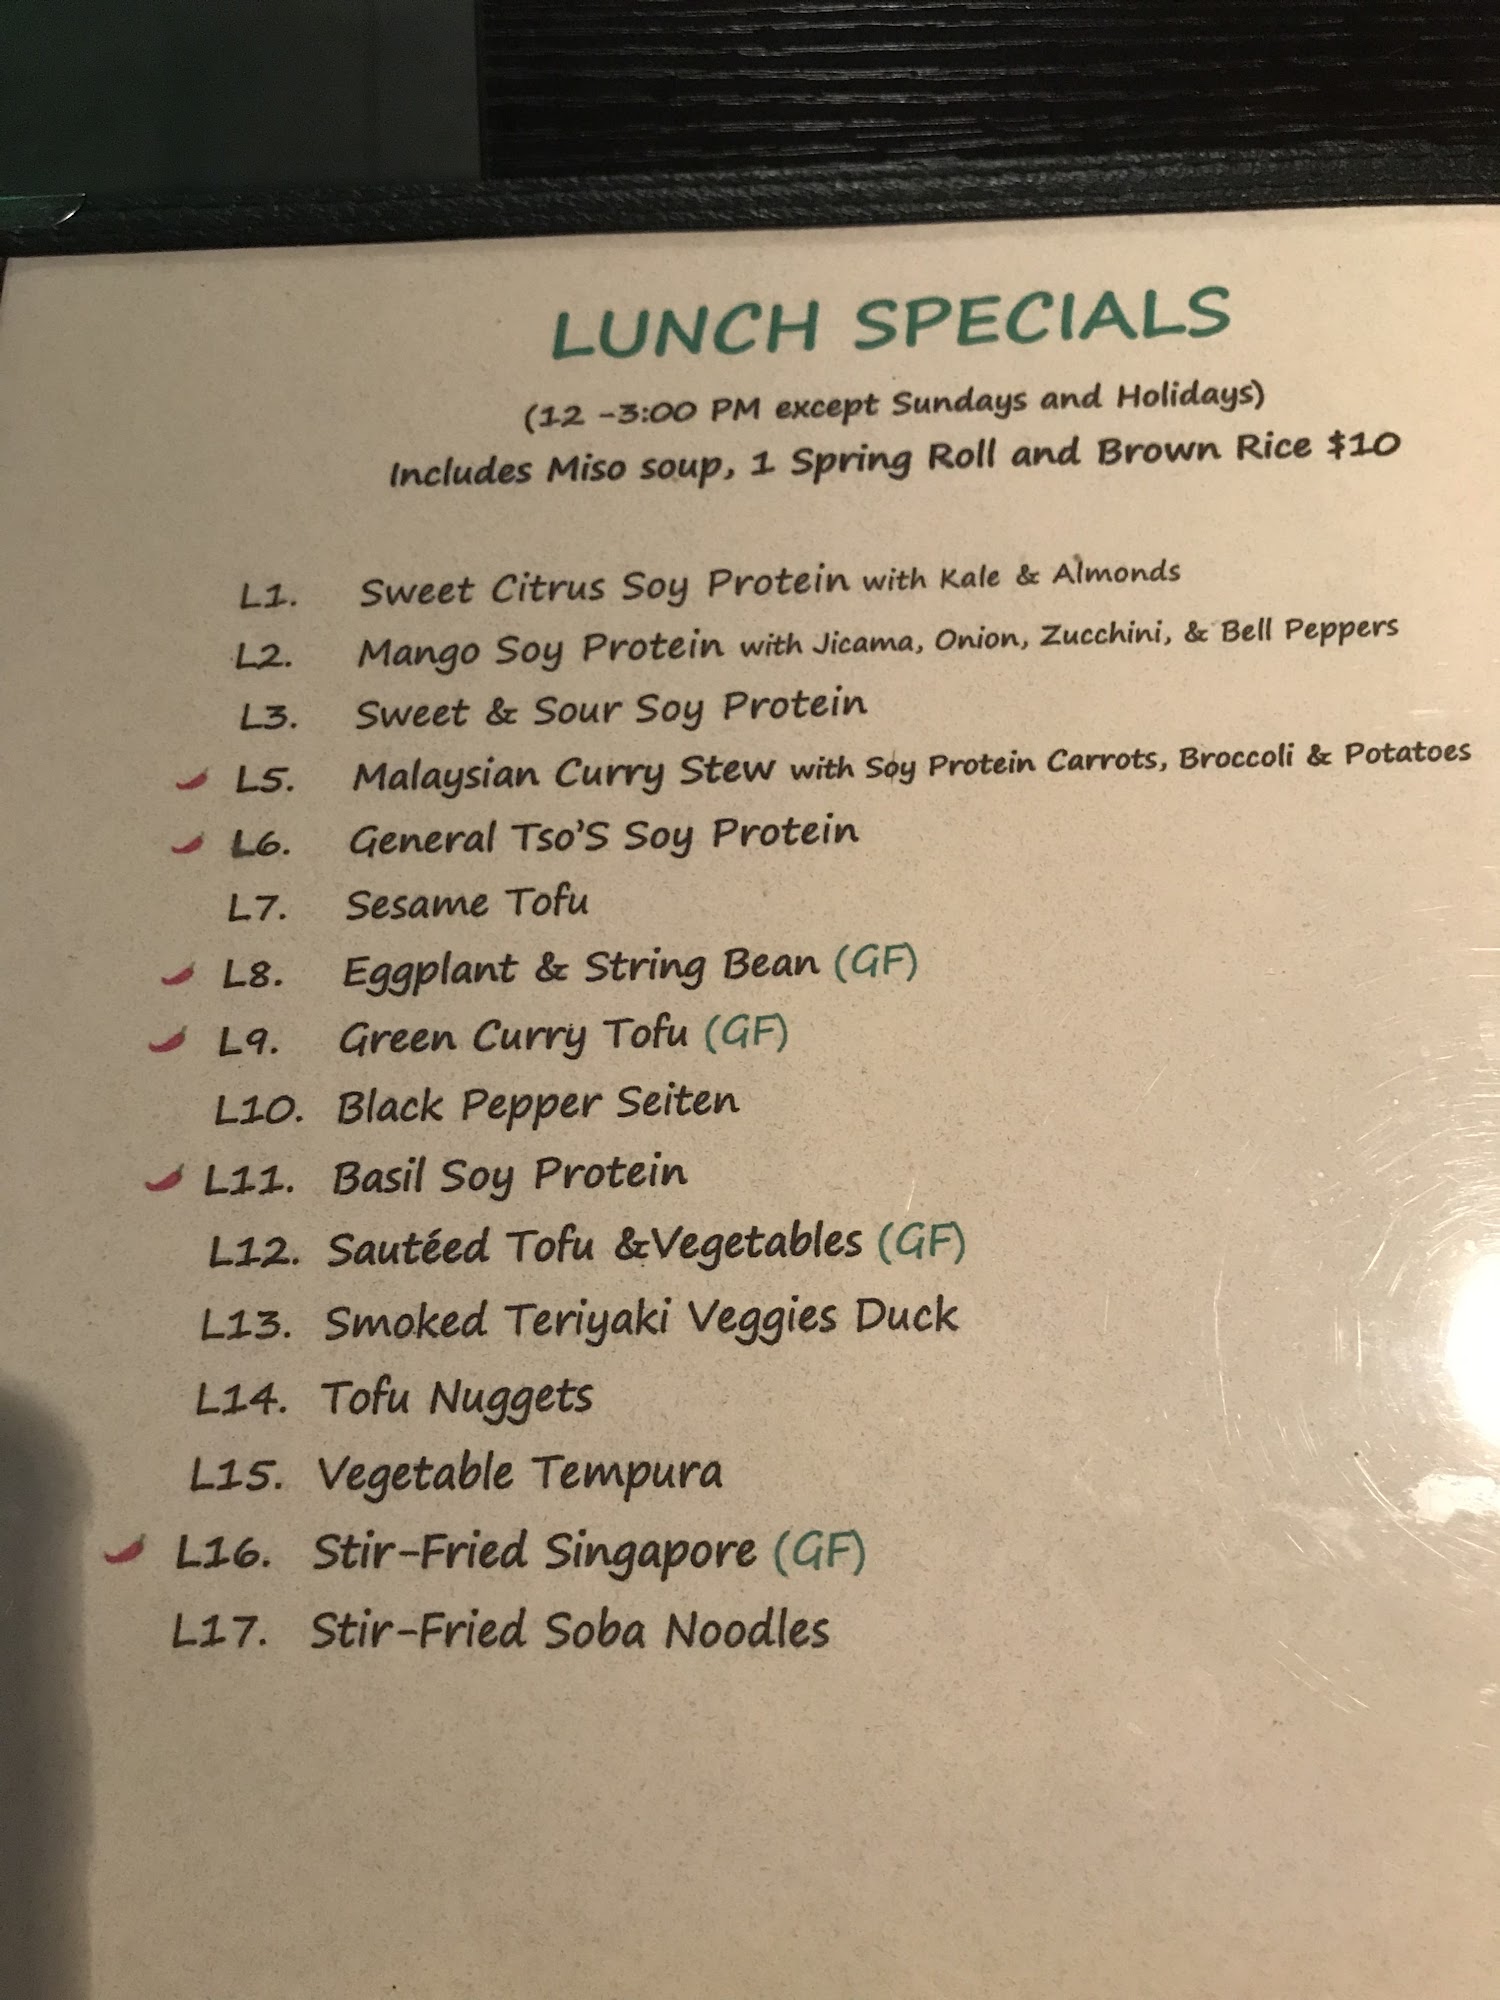 LUNCH SPECIALS
(12 -3:00 PM except Sundays and Holidays)
Includes Miso soup, 1 Spring Roll and Brown Rice $10
L1. Sweet Citrus Soy Protein with Kale & Almonds
L2. Mango Soy Protein with Jicama, Onion, Zucchini, & Bell Peppers
L3. Sweet & Sour Soy Protein
L5. Malaysian Curry Stew with Soy Protein Carrots, Broccoli & Potatoes
L6. General Tso'S Soy Protein
L7. Sesame Tofu
L8. Eggplant & String Bean (GF)
L9. Green Curry Tofu (GF)
L10. Black Pepper Seiten
L11. Basil Soy Protein
L12. Sautéed Tofu &Vegetables (GF)
L13. Smoked Teriyaki Veggies Duck
L14. Tofu Nuggets
L15. Vegetable Tempura
L16. Stir-Fried Singapore (GF)
L17. Stir-Fried Soba Noodles